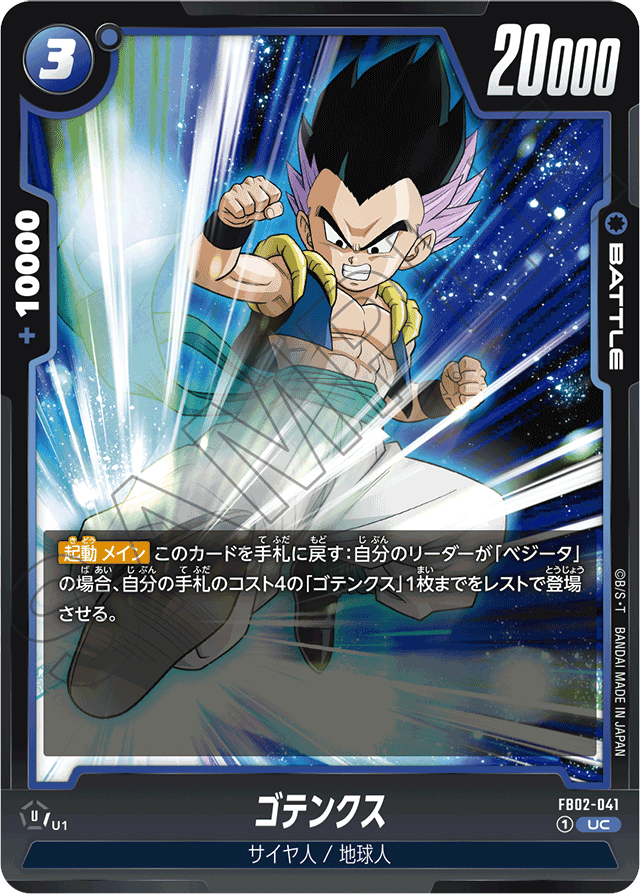 3
20000
+10000
BATTLE
SAMPLE
起動 メイン このカードを手札に戻す：自分のリーダーが「ベジータ」
の場合、自分の手札のコスト4の「ゴテンクス」1枚までをレストで登場
させる。
©B/S・T BANDAI MADE IN JAPAN
U U1
ゴテンクス
FB02-041
1 UC
サイヤ人 / 地球人